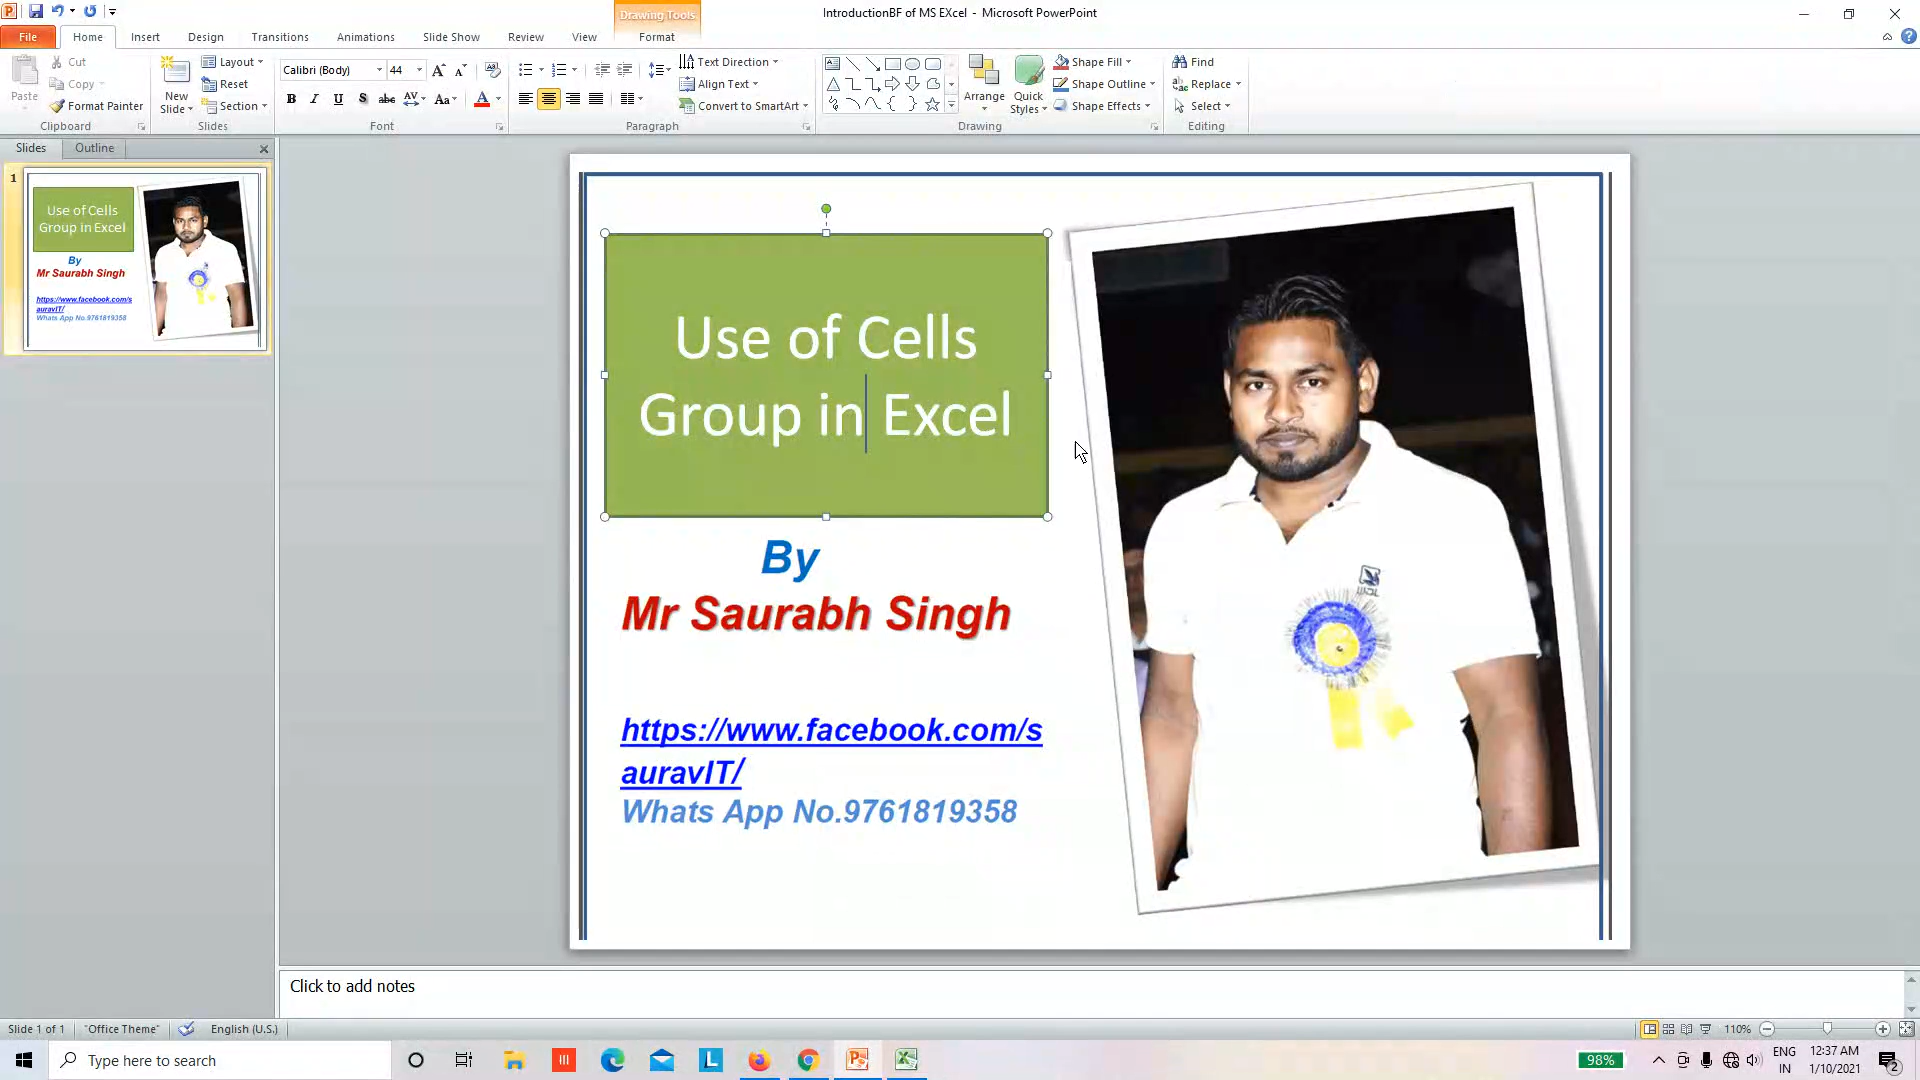 IntroductionBF of MS EXcel - Microsoft PowerPoint
Drawing Tools
File Home Insert Design Transitions Animations Slide Show Review View Format
Paste
Cut
Copy
Format Painter
Clipboard
New Slide
Layout
Reset
Section
Slides
Calibri (Body) 44
B I U S abc AV Aa A
Font
Text Direction
Align Text
Convert to SmartArt
Paragraph
Arrange
Quick Styles
Shape Fill
Shape Outline
Shape Effects
Drawing
Find
Replace
Select
Editing
Slides Outline
1
Use of Cells
Group in Excel
By
Mr Saurabh Singh
https://www.facebook.com/s
auravIT/
Whats App No.9761819358
Use of Cells
Group in Excel
By
Mr Saurabh Singh
https://www.facebook.com/s
auravIT/
Whats App No.9761819358
Click to add notes
Slide 1 of 1 "Office Theme" English (U.S.) 110%
Type here to search
98%
ENG
IN
12:37 AM
1/10/2021
2